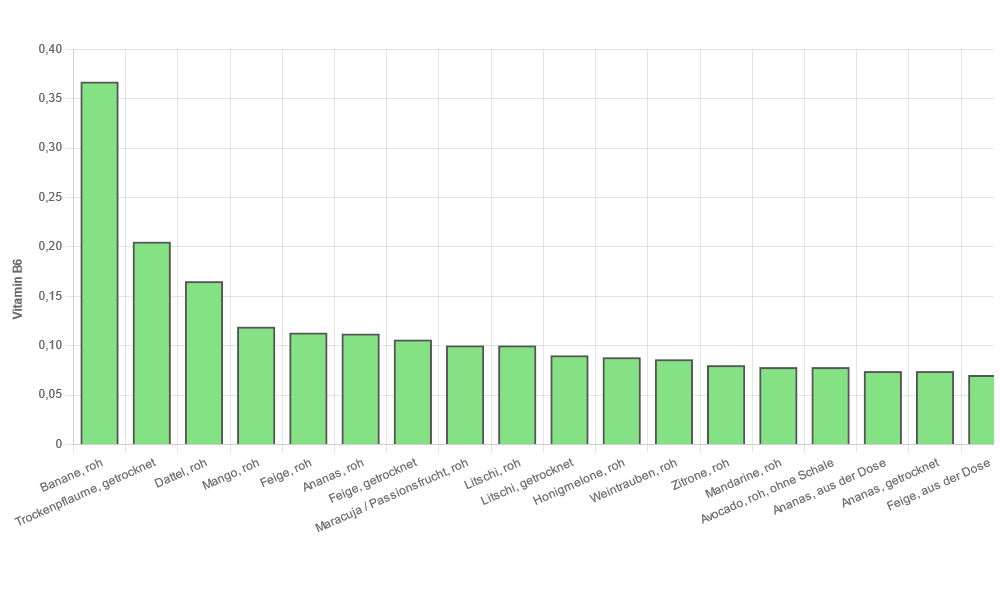 0,40
0,35
0,30
0,25
0,20
0,15
0,10
0,05
0
Vitamin B6
Banane, roh
Trockenpflaume, getrocknet
Dattel, roh
Mango, roh
Feige, roh
Ananas, roh
Feige, getrocknet
Maracuja / Passionsfrucht, roh
Litschi, roh
Litschi, getrocknet
Honigmelone, roh
Weintrauben, roh
Zitrone, roh
Mandarine, roh
Avocado, roh, ohne Schale
Ananas, aus der Dose
Ananas, getrocknet
Feige, aus der Dose